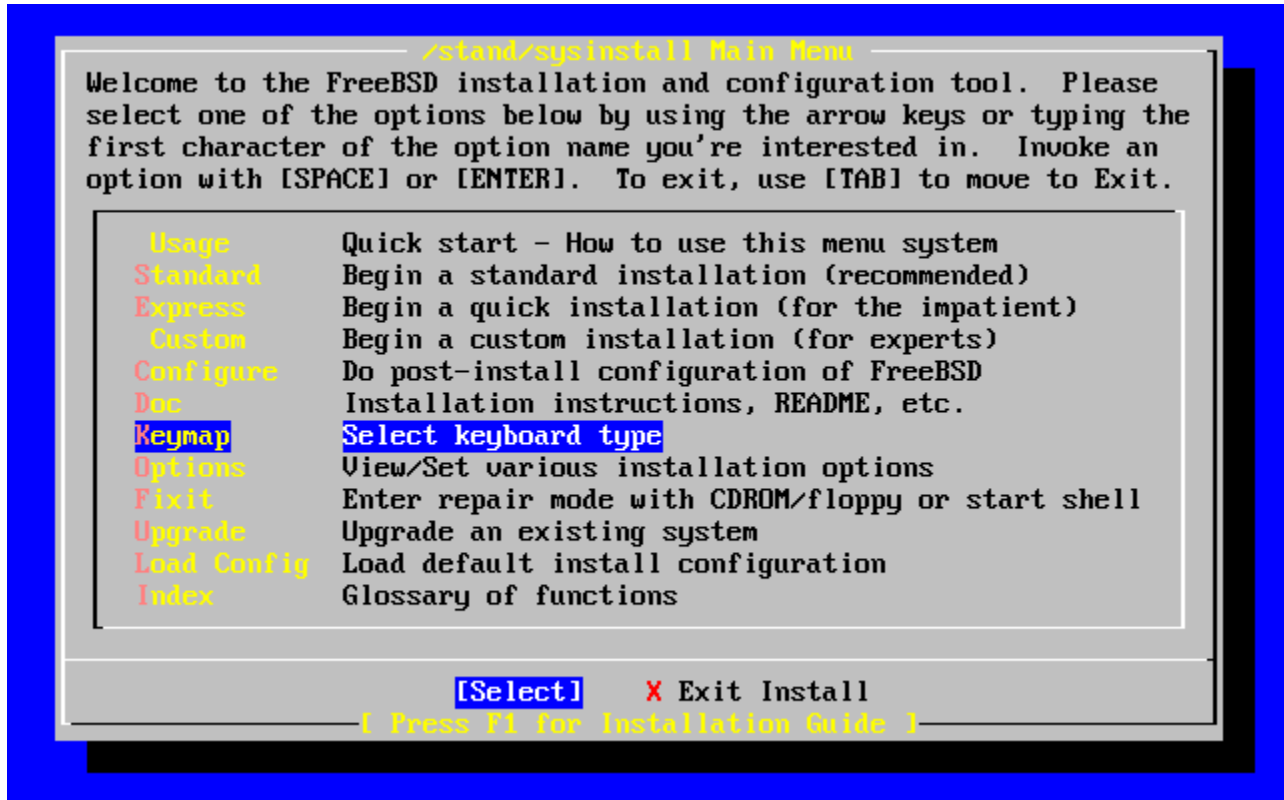 /stand/sysinstall Main Menu
Welcome to the FreeBSD installation and configuration tool.  Please
select one of the options below by using the arrow keys or typing the
first character of the option name you're interested in.  Invoke an
option with [SPACE] or [ENTER].  To exit, use [TAB] to move to Exit.
Usage Quick start - How to use this menu system
Standard Begin a standard installation (recommended)
Express Begin a quick installation (for the impatient)
Custom Begin a custom installation (for experts)
Configure Do post-install configuration of FreeBSD
Doc Installation instructions, README, etc.
Keymap Select keyboard type
Options View/Set various installation options
Fixit Enter repair mode with CDROM/floppy or start shell
Upgrade Upgrade an existing system
Load Config Load default install configuration
Index Glossary of functions
[Select] X Exit Install
[ Press F1 for Installation Guide ]